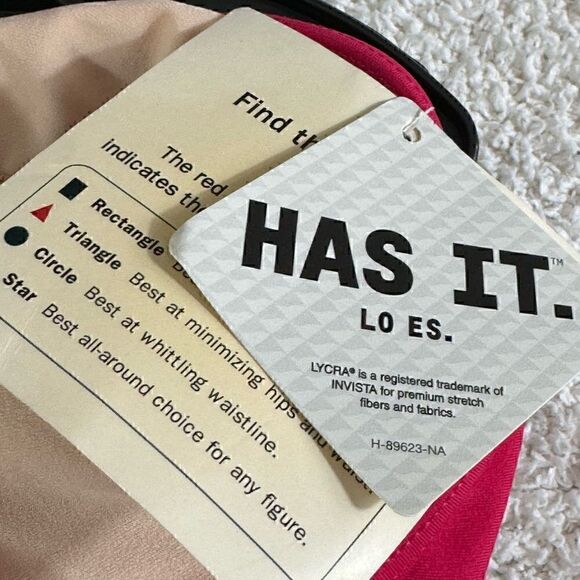 Find th
The red
indicates th
Rectangle
Triangle Best at minimizing hips and waist.
Circle Best at whittling waistline.
Star Best all-around choice for any figure.
HAS IT.™
LO ES.
LYCRA® is a registered trademark of
INVISTA for premium stretch
fibers and fabrics.
H-89623-NA